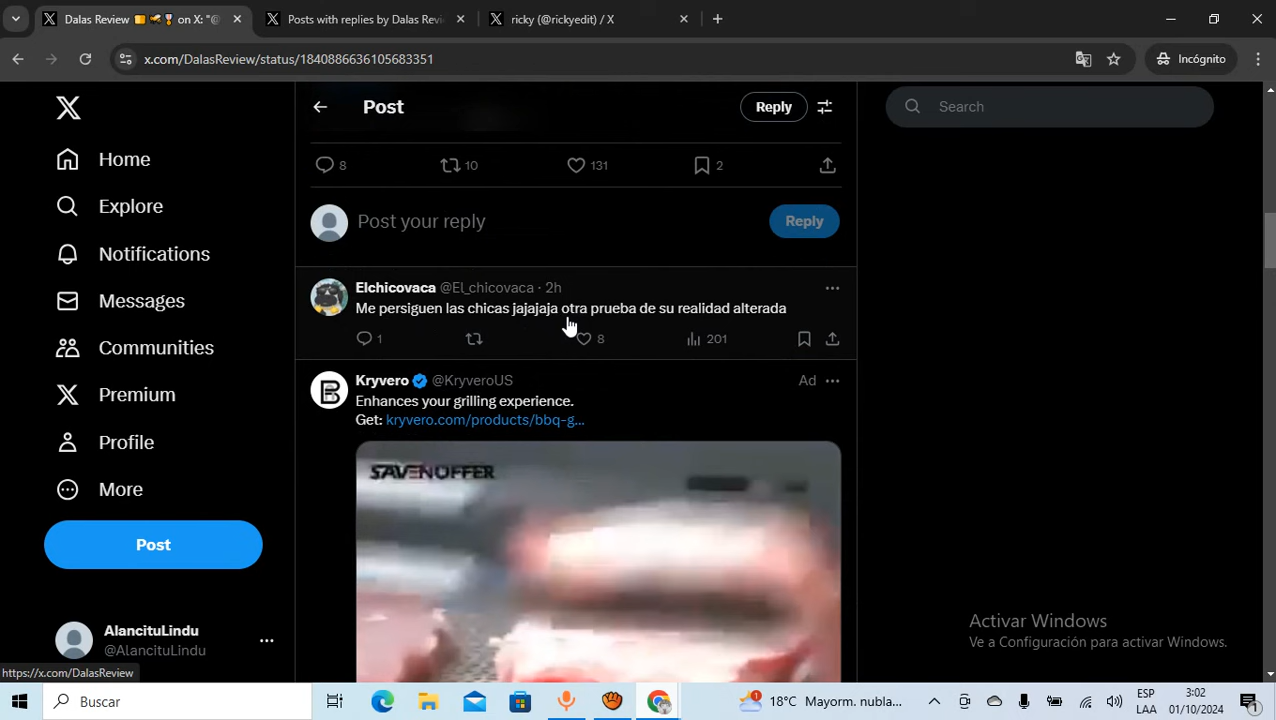 Dalas Review on X: "@
Posts with replies by Dalas Revi
ricky (@rickyedit) / X
x.com/DalasReview/status/1840886636105683351
Incógnito
Home
Explore
Notifications
Messages
Communities
Premium
Profile
More
Post
AlancituLindu
@AlancituLindu
https://x.com/DalasReview
Post
Reply
8
10
131
2
Post your reply
Reply
Elchicovaca @El_chicovaca · 2h
Me persiguen las chicas jajajaja otra prueba de su realidad alterada
1
8
201
Kryvero @KryveroUS
Ad
Enhances your grilling experience.
Get: kryvero.com/products/bbq-g...
SAVENOFFER
Search
Activar Windows
Ve a Configuración para activar Windows.
Buscar
1
18°C Mayorm. nubla...
ESP
LAA
3:02
01/10/2024
1